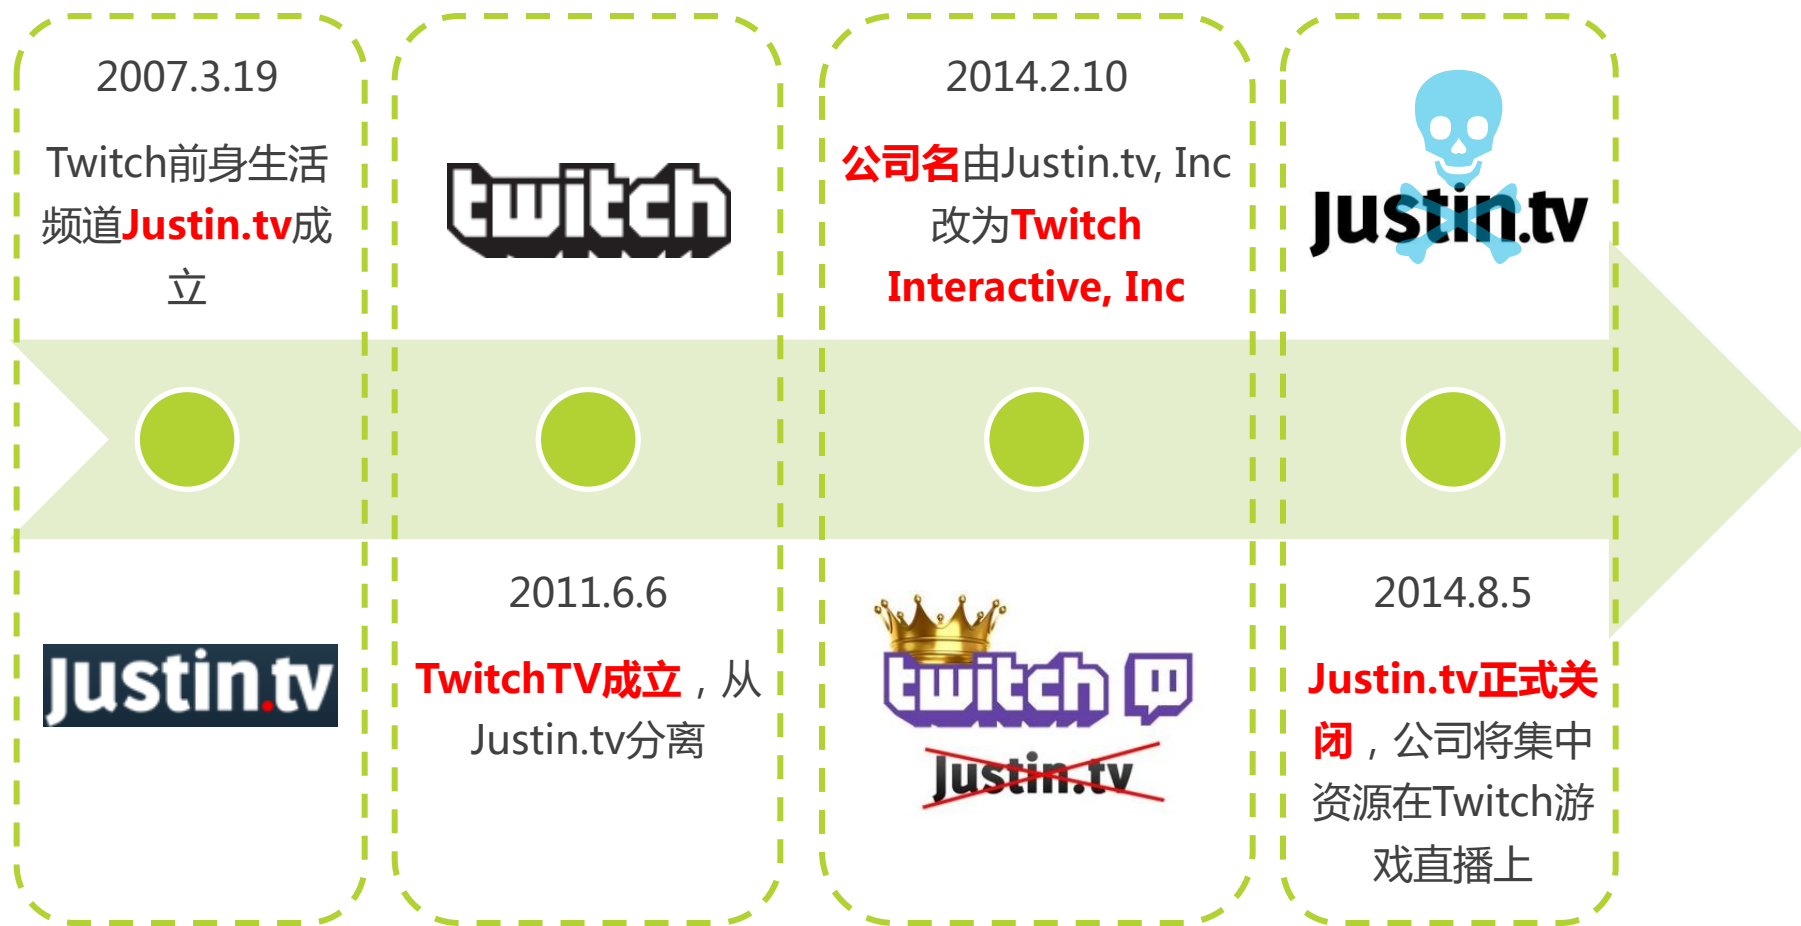 2007.3.19
Twitch前身生活
频道Justin.tv成
立
Justin.tv
twitch
2011.6.6
TwitchTV成立，从
Justin.tv分离
2014.2.10
公司名由Justin.tv, Inc
改为Twitch
Interactive, Inc
twitch
Justin.tv
Justin.tv
2014.8.5
Justin.tv正式关
闭，公司将集中
资源在Twitch游
戏直播上